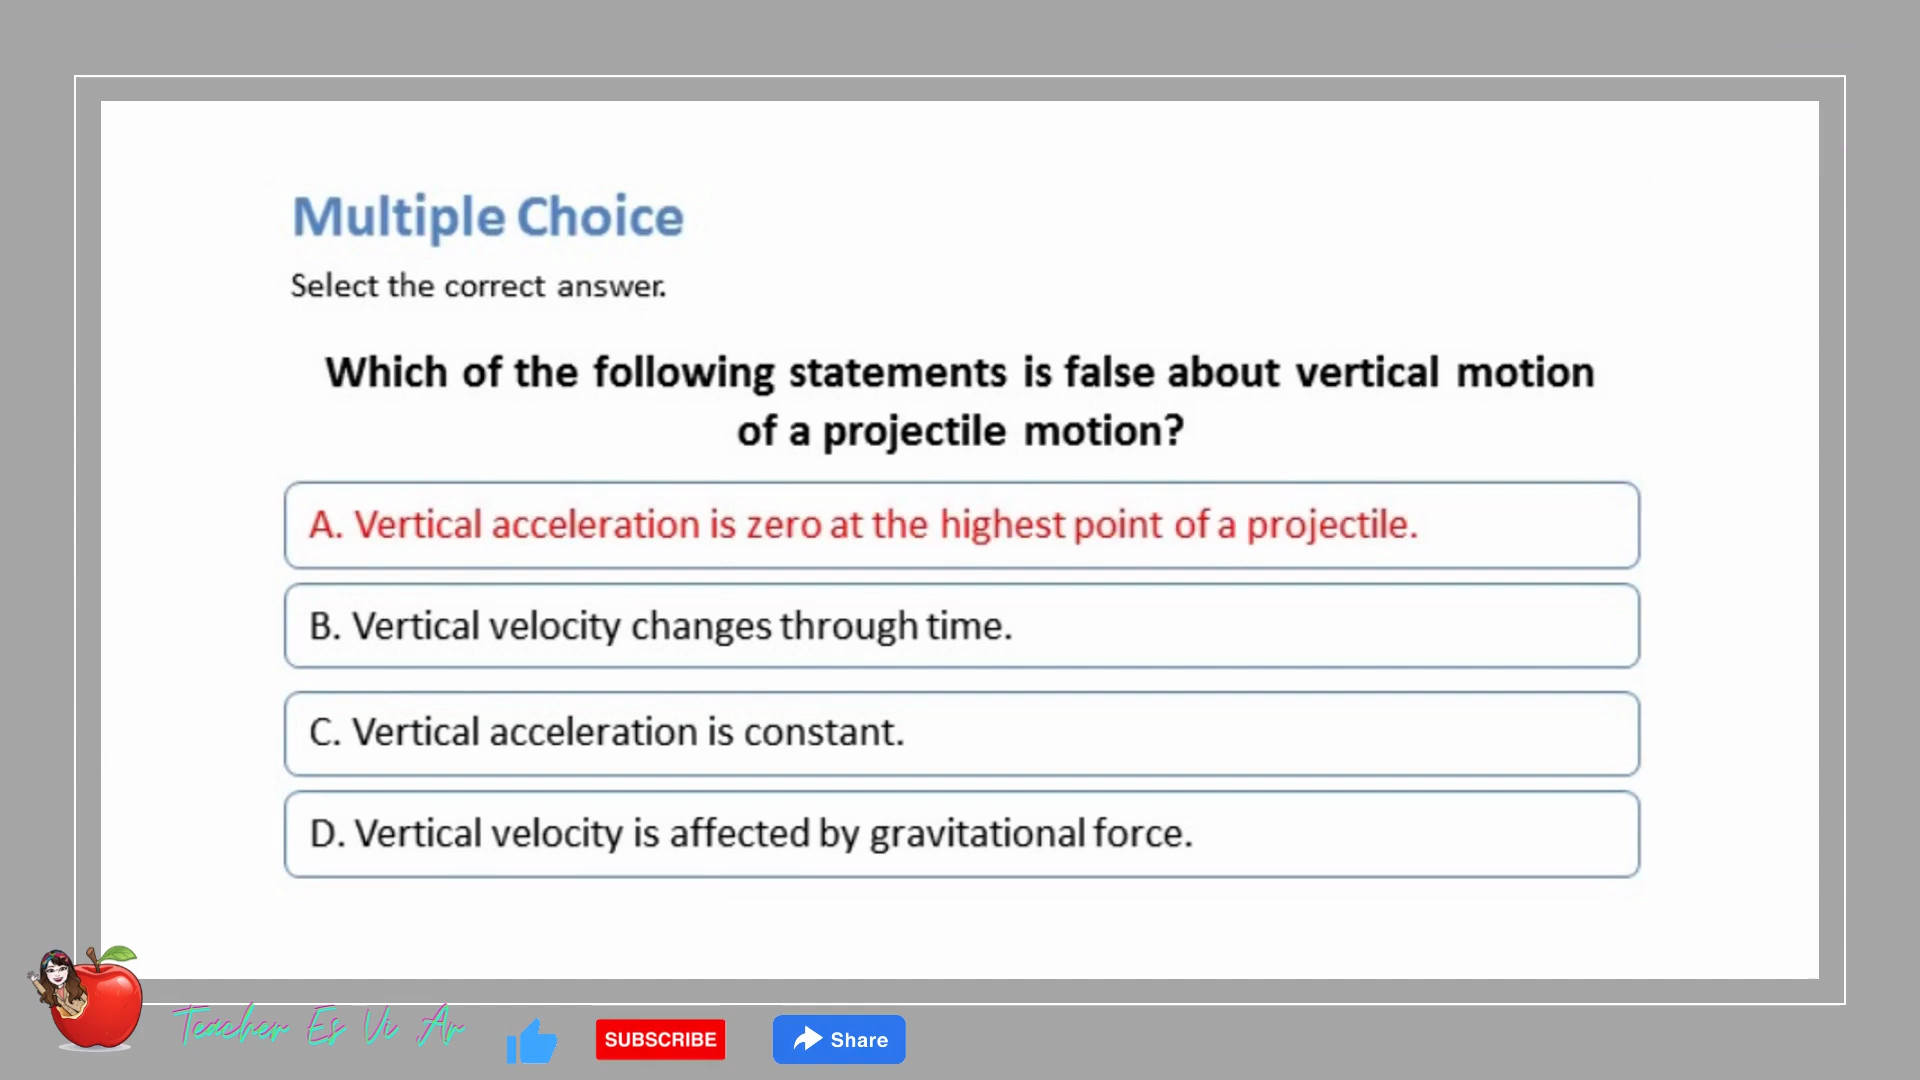 Multiple Choice
Select the correct answer.
Which of the following statements is false about vertical motion
of a projectile motion?
A. Vertical acceleration is zero at the highest point of a projectile.
B. Vertical velocity changes through time.
C. Vertical acceleration is constant.
D. Vertical velocity is affected by gravitational force.
Teacher Es Vi Ar
SUBSCRIBE
Share